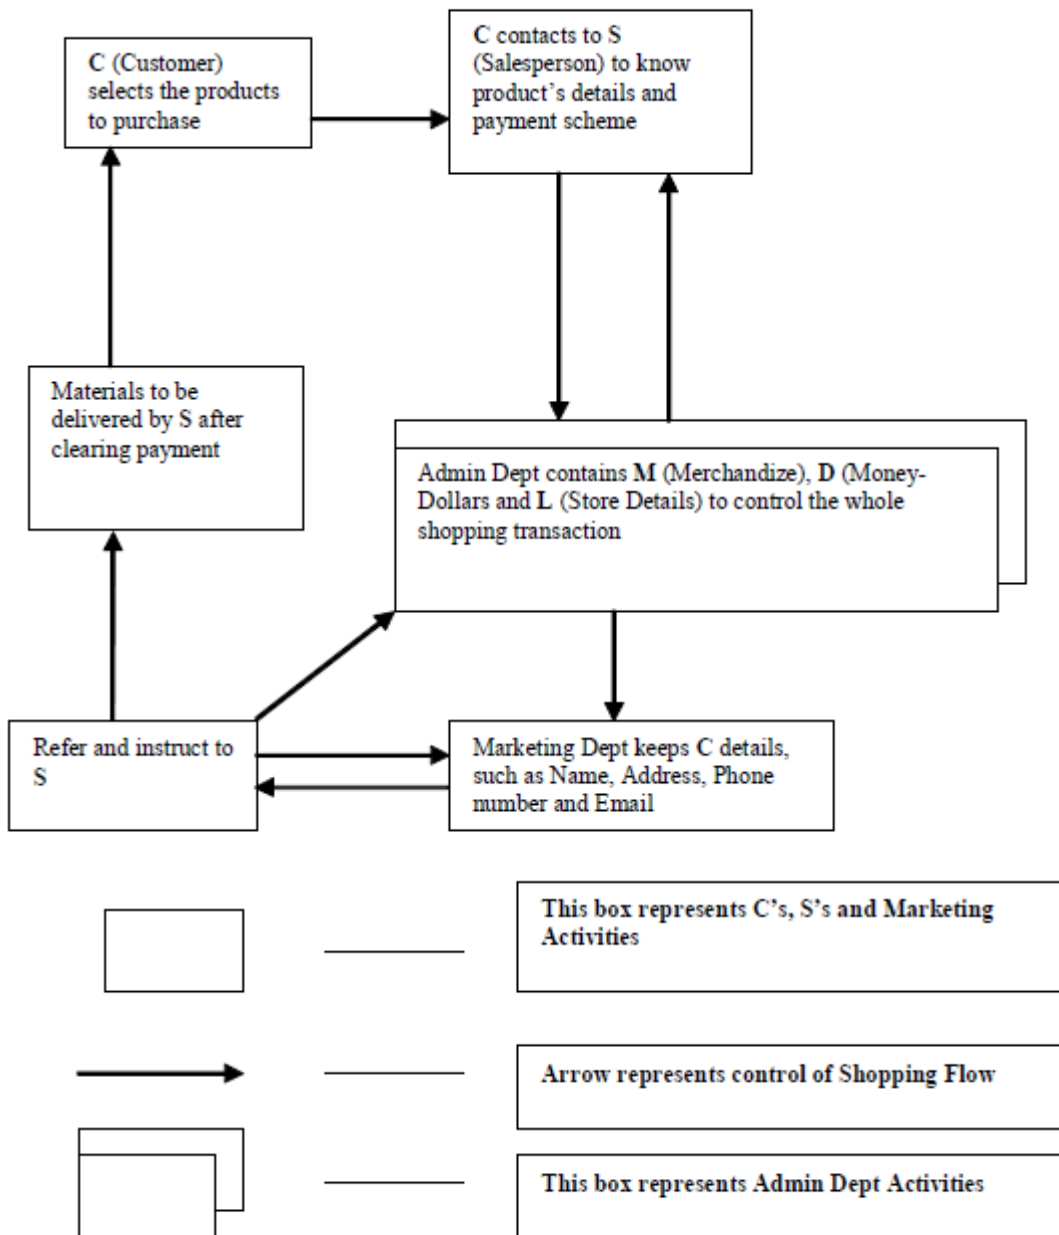 C (Customer)
selects the products
to purchase
C contacts to S
(Salesperson) to know
product's details and
payment scheme
Materials to be
delivered by S after
clearing payment
Admin Dept contains M (Merchandize), D (Money-
Dollars and L (Store Details) to control the whole
shopping transaction
Refer and instruct to
S
Marketing Dept keeps C details,
such as Name, Address, Phone
number and Email
This box represents C's, S's and Marketing
Activities
Arrow represents control of Shopping Flow
This box represents Admin Dept Activities